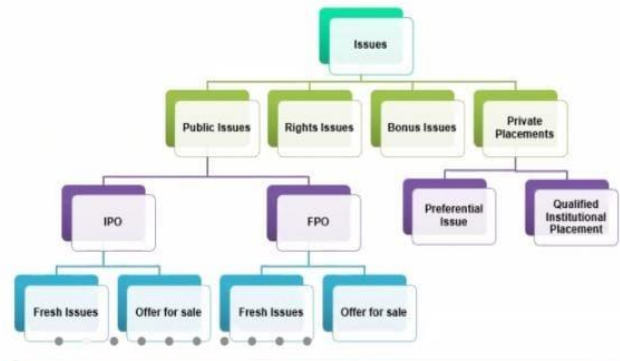 Issues
Public Issues
Rights Issues
Bonus Issues
Private
Placements
IPO
FPO
Preferential
Issue
Qualified
Institutional
Placement
Fresh Issues
Offer for sale
Fresh Issues
Offer for sale